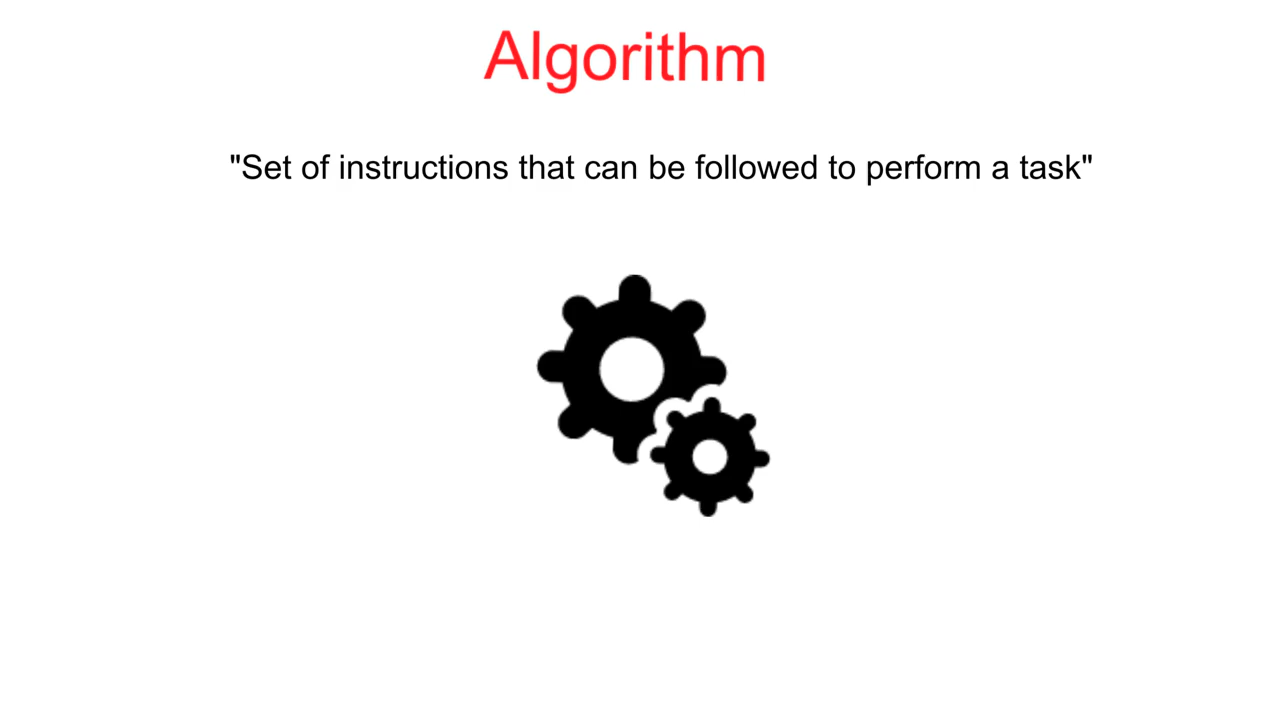 Algorithm
"Set of instructions that can be followed to perform a task"